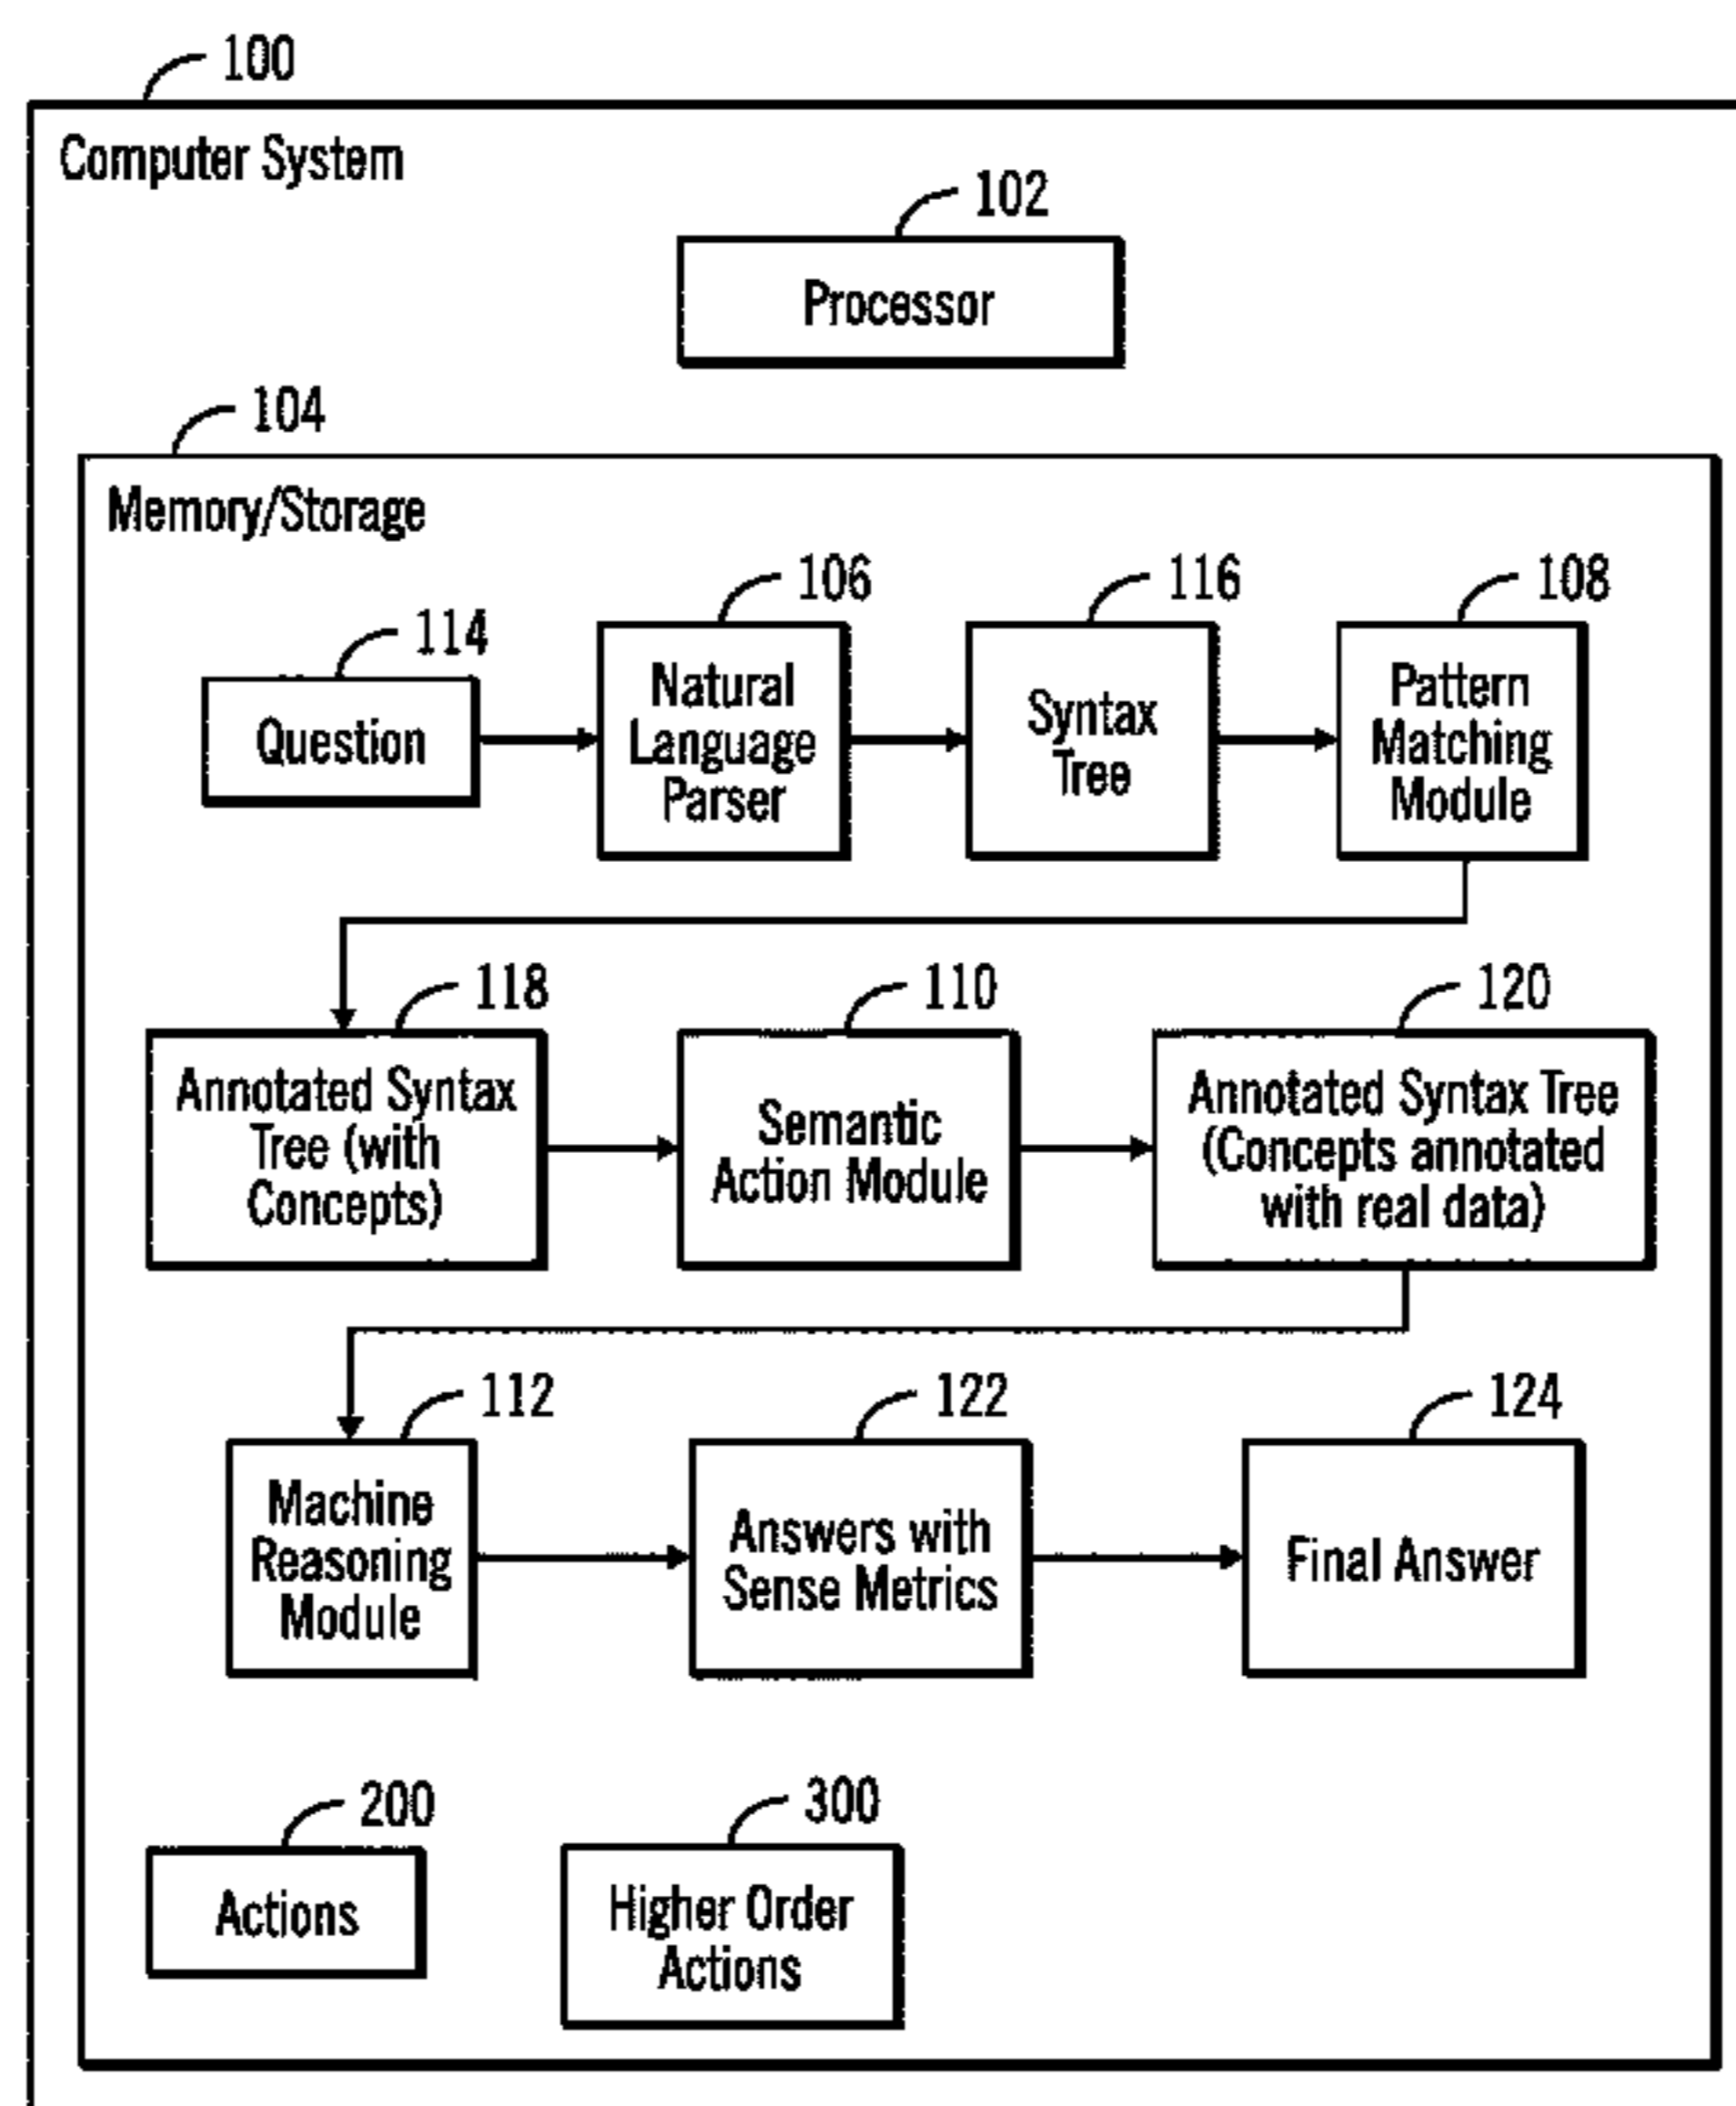 100
Computer System
102
Processor
104
Memory/Storage
106
116
108
114
Question
Natural
Language
Parser
Syntax
Tree
Pattern
Matching
Module
118
110
120
Annotated Syntax
Tree (with
Concepts)
Semantic
Action Module
Annotated Syntax Tree
(Concepts annotated
with real data)
112
122
124
Machine
Reasoning
Module
Answers with
Sense Metrics
Final Answer
200
300
Actions
Higher Order
Actions